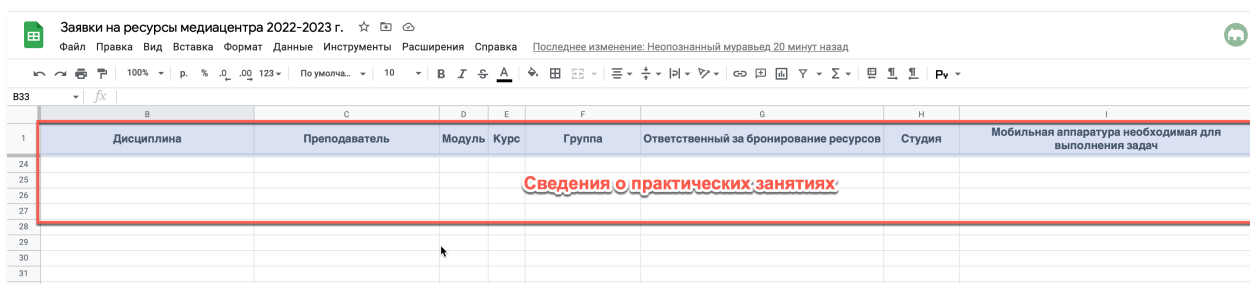 Заявки на ресурсы медиацентра 2022-2023 г.
Файл Правка Вид Вставка Формат Данные Инструменты Расширения Справка Последнее изменение: Неопознанный муравьед 20 минут назад
100% р. % .0 .00 123 По умолча... 10 B I S A Ру
B33 fx
B C D E F G H I
1 Дисциплина Преподаватель Модуль Курс Группа Ответственный за бронирование ресурсов Студия Мобильная аппаратура необходимая для
выполнения задач
24
25 Сведения о практических занятиях
26
27
28
29
30
31